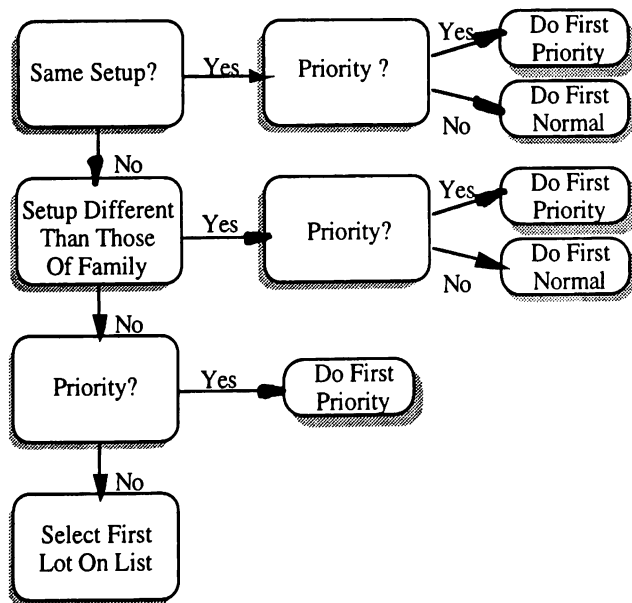 Same Setup?
Yes
Priority ?
Yes
Do First
Priority
No
Do First
Normal
No
Setup Different
Than Those
Of Family
Yes
Priority?
Yes
Do First
Priority
No
Do First
Normal
No
Priority?
Yes
Do First
Priority
No
Select First
Lot On List